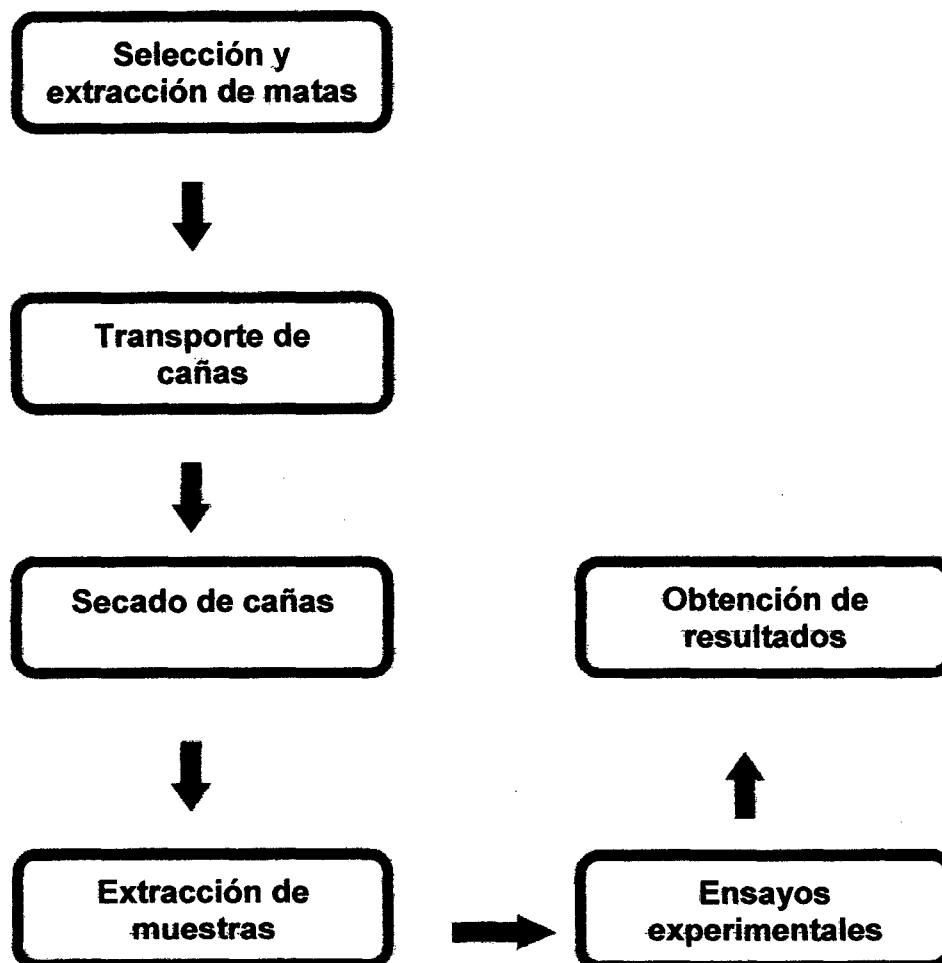 Selección y
extracción de matas
Transporte de
cañas
Secado de cañas
Extracción de
muestras
Ensayos
experimentales
Obtención de
resultados